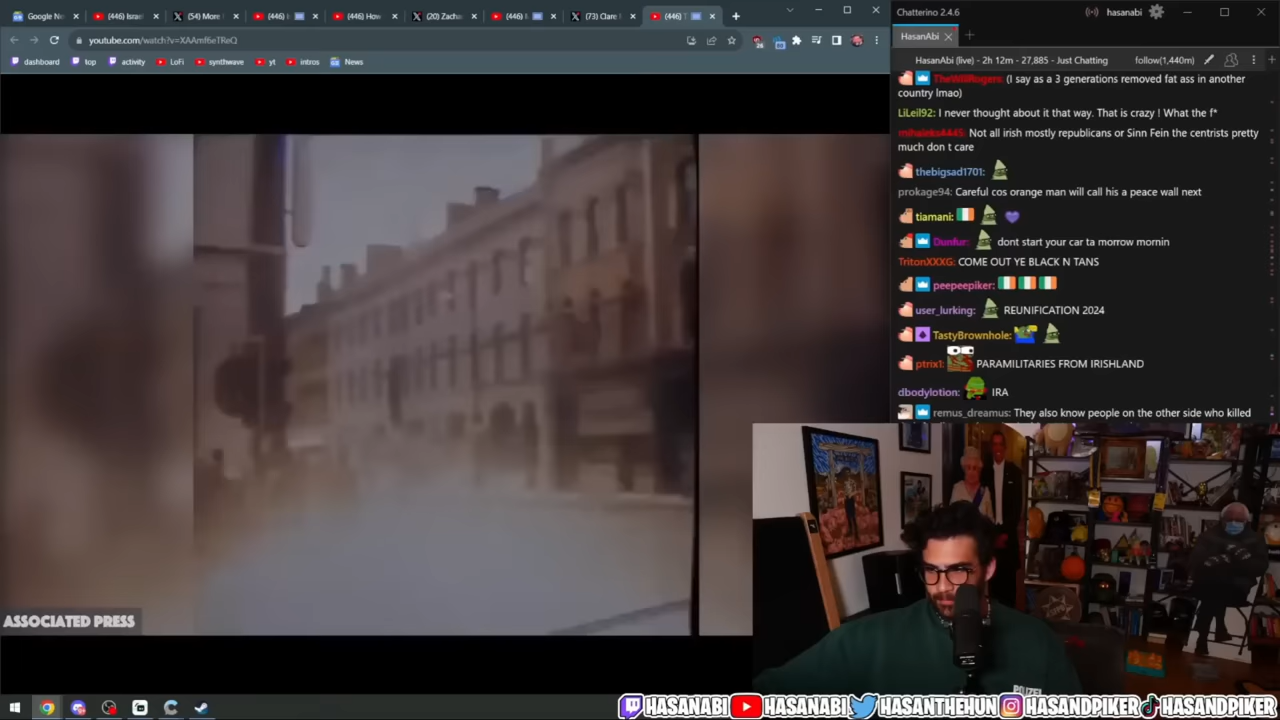 Google Ne
(446) Israel
(54) More
(446) I
(446) How
(20) Zacha
(446) I
(73) Clare
(446) T
youtube.com/watch?v=XAAmf6eTReQ
dashboard
top
activity
LoFi
synthwave
yt
intros
News
ASSOCIATED PRESS
Chatterino 2.4.6
hasanabi
HasanAbi
HasanAbi (live) - 2h 12m - 27,885 - Just Chatting
follow(1,440m)
TheWillRogers: (I say as a 3 generations removed fat ass in another
country lmao)
LiLeil92: I never thought about it that way. That is crazy ! What the f*
mihaleks4445: Not all irish mostly republicans or Sinn Fein the centrists pretty
much don t care
thebigsad1701:
prokage94: Careful cos orange man will call his a peace wall next
tiamani:
Dunfur: dont start your car ta morrow mornin
TritonXXXG: COME OUT YE BLACK N TANS
peepeepiker:
user_lurking: REUNIFICATION 2024
TastyBrownhole:
ptrix1: PARAMILITARIES FROM IRISHLAND
dbodylotion: IRA
remus_dreamus: They also know people on the other side who killed
POLIZEI
HASANABI
HASANABI
HASANTHEHUN
HASANDPIKER
HASANDPIKER